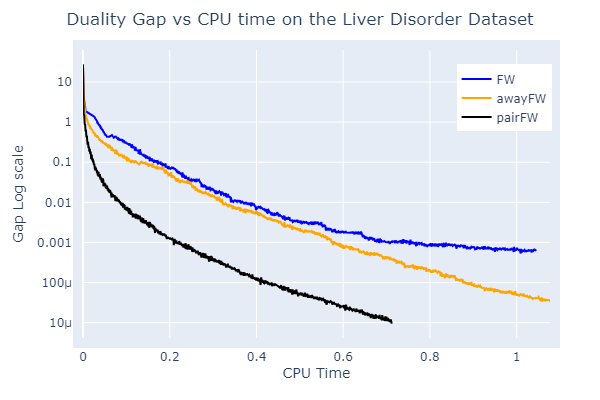 Duality Gap vs CPU time on the Liver Disorder Dataset
FW
awayFW
pairFW
Gap Log scale
10
1
0.1
0.01
0.001
100μ
10μ
0
0.2
0.4
0.6
0.8
1
CPU Time